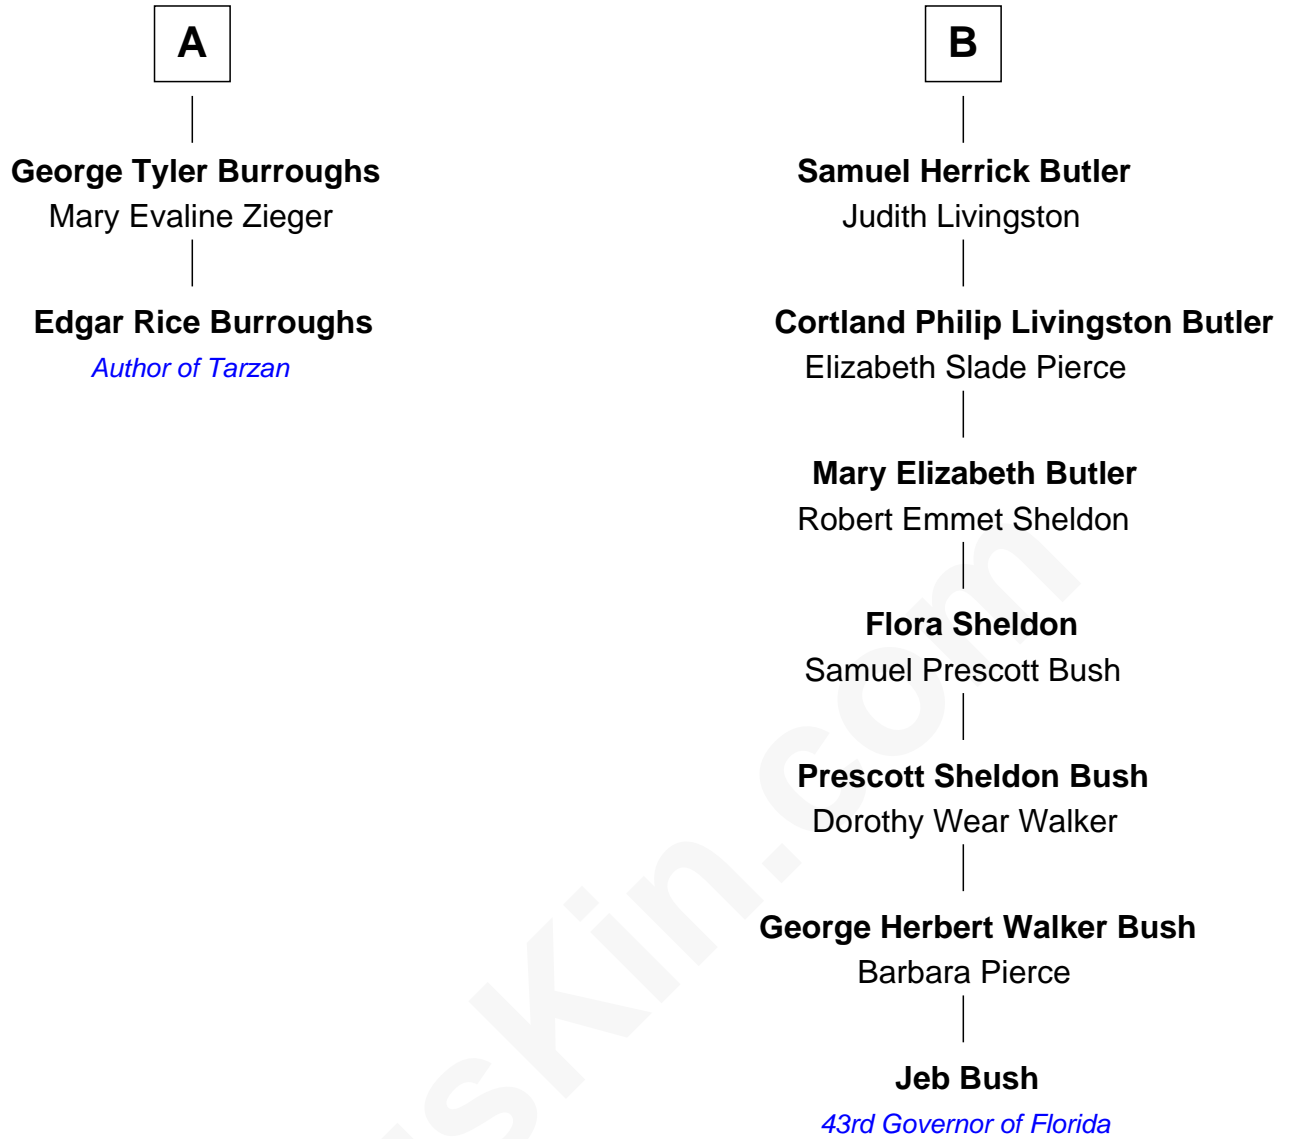 A
B
George Tyler Burroughs
Mary Evaline Zieger
Edgar Rice Burroughs
Author of Tarzan
Samuel Herrick Butler
Judith Livingston
Cortland Philip Livingston Butler
Elizabeth Slade Pierce
Mary Elizabeth Butler
Robert Emmet Sheldon
Flora Sheldon
Samuel Prescott Bush
Prescott Sheldon Bush
Dorothy Wear Walker
George Herbert Walker Bush
Barbara Pierce
Jeb Bush
43rd Governor of Florida
sKin.com